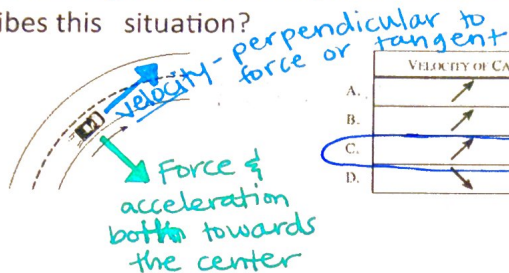 ibes this situation?
velocity - perpendicular to
force or tangent
VELOCITY OF CA
A.
B.
C.
D.
Force &
acceleration
both towards
the center